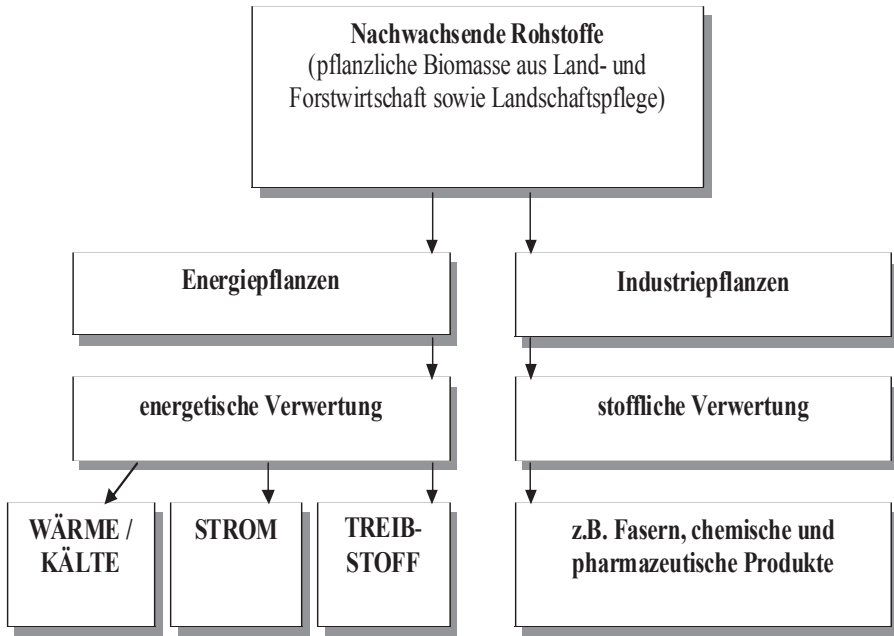 Nachwachsende Rohstoffe
(pflanzliche Biomasse aus Land- und
Forstwirtschaft sowie Landschaftspflege)
Energiepflanzen
Industriepflanzen
energetische Verwertung
stoffliche Verwertung
WÄRME /
KÄLTE
STROM
TREIB-
STOFF
z.B. Fasern, chemische und
pharmazeutische Produkte